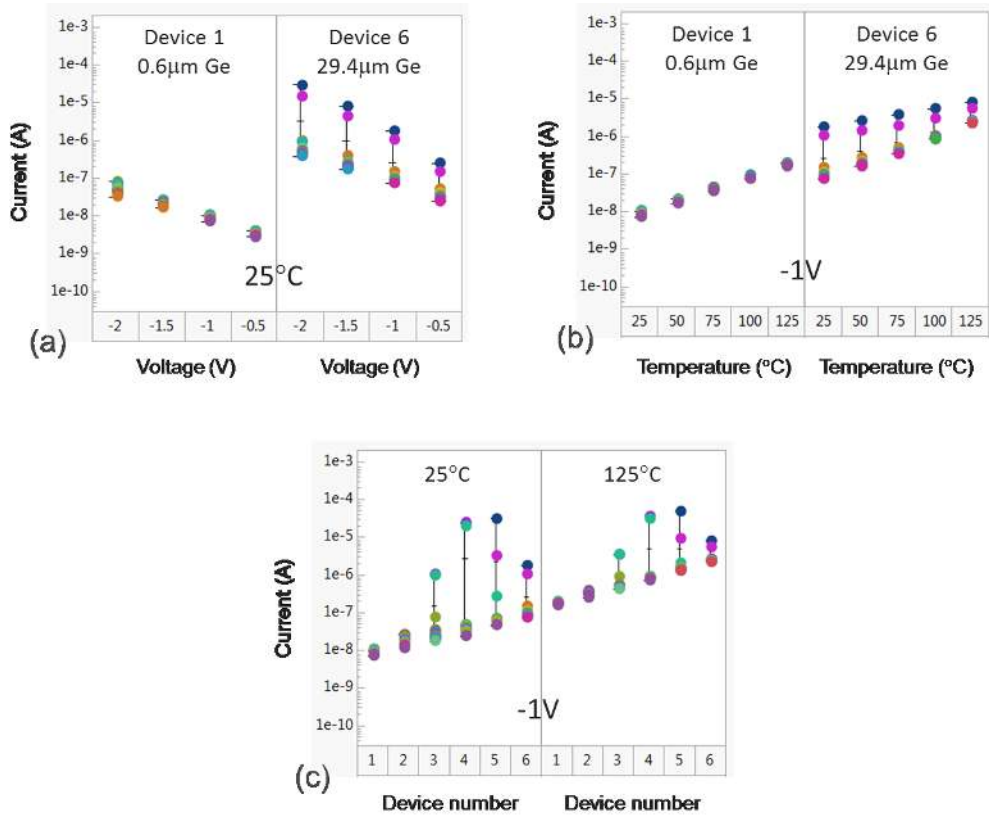 1e-3
1e-4
1e-5
1e-6
1e-7
1e-8
1e-9
1e-10
Current (A)
Device 1
0.6μm Ge
Device 6
29.4μm Ge
25°C
-2 -1.5 -1 -0.5 -2 -1.5 -1 -0.5
(a)
Voltage (V) Voltage (V)
1e-3
1e-4
1e-5
1e-6
1e-7
1e-8
1e-9
1e-10
Current (A)
Device 1
0.6μm Ge
Device 6
29.4μm Ge
-1V
25 50 75 100 125 25 50 75 100 125
(b)
Temperature (°C) Temperature (°C)
1e-3
1e-4
1e-5
1e-6
1e-7
1e-8
1e-9
1e-10
Current (A)
25°C 125°C
-1V
1 2 3 4 5 6 1 2 3 4 5 6
(c)
Device number Device number